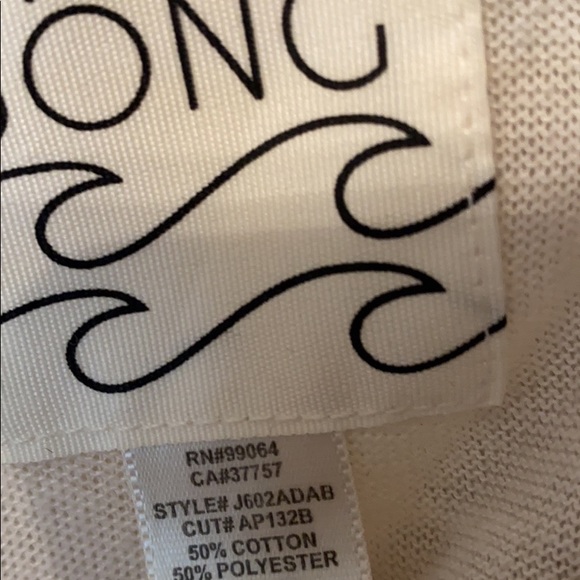 ONG
RN#99064
CA#37757
STYLE# J602ADAB
CUT# AP132B
50% COTTON
50% POLYESTER